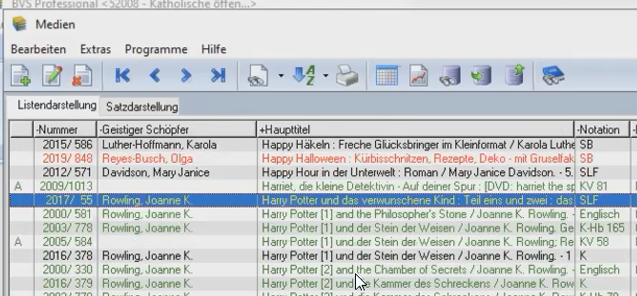 BVS Professional <52008 - Katholische öffen...>
Medien
Bearbeiten Extras Programme Hilfe
Listendarstellung Satzdarstellung
-Nummer -Geistiger Schöpfer +Haupttitel -Notation
2015/ 586 Luther-Hoffmann, Karola Happy Häkeln : Freche Glücksbringer im Kleinformat / Karola Luthe SB
2019/ 848 Reyes-Busch, Olga Happy Halloween : Kürbisschnitzen, Rezepte, Deko - mit Gruselfak SB
2012/ 571 Davidson, Mary Janice Happy Hour in der Unterwelt : Roman / Mary Janice Davidson. - 5. SLF
A 2009/1013 Harriet, die kleine Detektivin - Auf deiner Spur : [DVD: harriet the sp KV 81
2017/ 55 Rowling, Joanne K. Harry Potter und das verwunschene Kind : Teil eins und zwei : das SLF
2000/ 581 Rowling, Joanne K. Harry Potter [1] and the Philosopher's Stone / Joanne K. Rowling. - Englisch
2003/ 778 Rowling, Joanne K. Harry Potter [1] und der Stein der Weisen / Joanne K. Rowling. Ge K-Hb 165
A 2005/ 584 Harry Potter [1] und der Stein der Weisen / Joanne K. Rowling; Re KV 58
2016/ 378 Rowling, Joanne K. Harry Potter [1] und der Stein der Weisen / Joanne K. Rowling. - 1 K
2000/ 330 Rowling, Joanne K. Harry Potter [2] and the Chamber of Secrets / Joanne K. Rowling. - Englisch
2016/ 379 Rowling, Joanne K. Harry Potter [2] und die Kammer des Schreckens / Joanne K. Rowl K
Rowling, Joanne K. Harry Potter [2] und die Kammer des Schreckens / Joanne K. Rowl